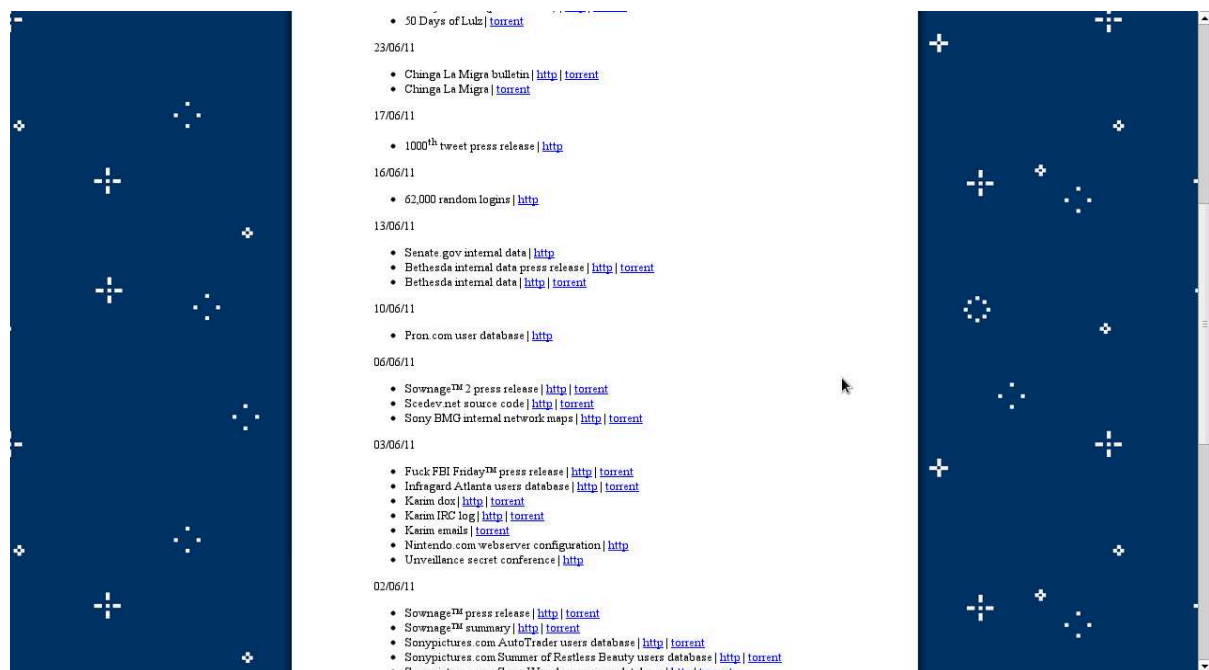 • 50 Days of Lulz | torrent
23/06/11
• Chinga La Migra bulletin | http | torrent
• Chinga La Migra | torrent
17/06/11
• 1000th tweet press release | http
16/06/11
• 62,000 random logins | http
13/06/11
• Senate.gov internal data | http
• Bethesda internal data press release | http | torrent
• Bethesda internal data | http | torrent
10/06/11
• Pron.com user database | http
06/06/11
• Sownage™ 2 press release | http | torrent
• Scedev.net source code | http | torrent
• Sony BMG internal network maps | http | torrent
03/06/11
• Fuck FBI Friday™ press release | http | torrent
• Infragard Atlanta users database | http | torrent
• Karim dox | http | torrent
• Karim IRC log | http | torrent
• Karim emails | torrent
• Nintendo.com webserver configuration | http
• Unveillance secret conference | http
02/06/11
• Sownage™ press release | http | torrent
• Sownage™ summary | http | torrent
• Sonypictures.com AutoTrader users database | http | torrent
• Sonypictures.com Summer of Restless Beauty users database | http | torrent